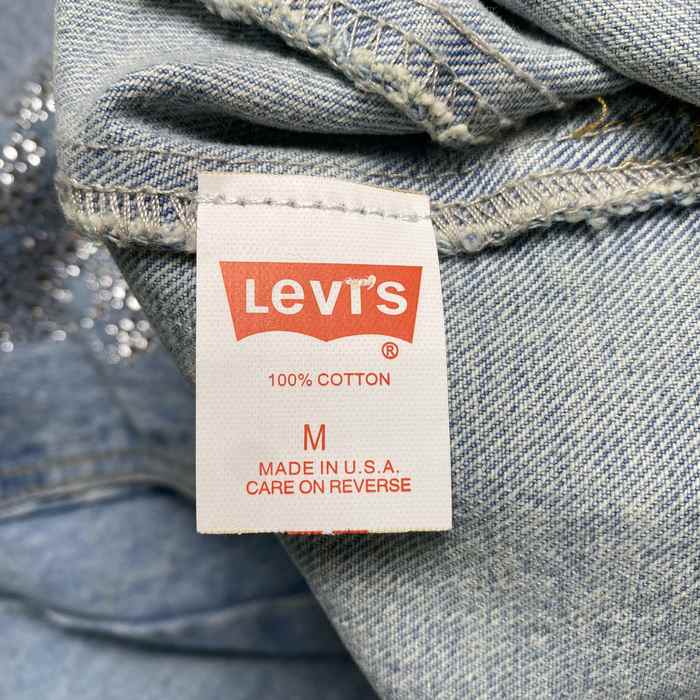 Levi's
®
100% COTTON
M
MADE IN U.S.A.
CARE ON REVERSE